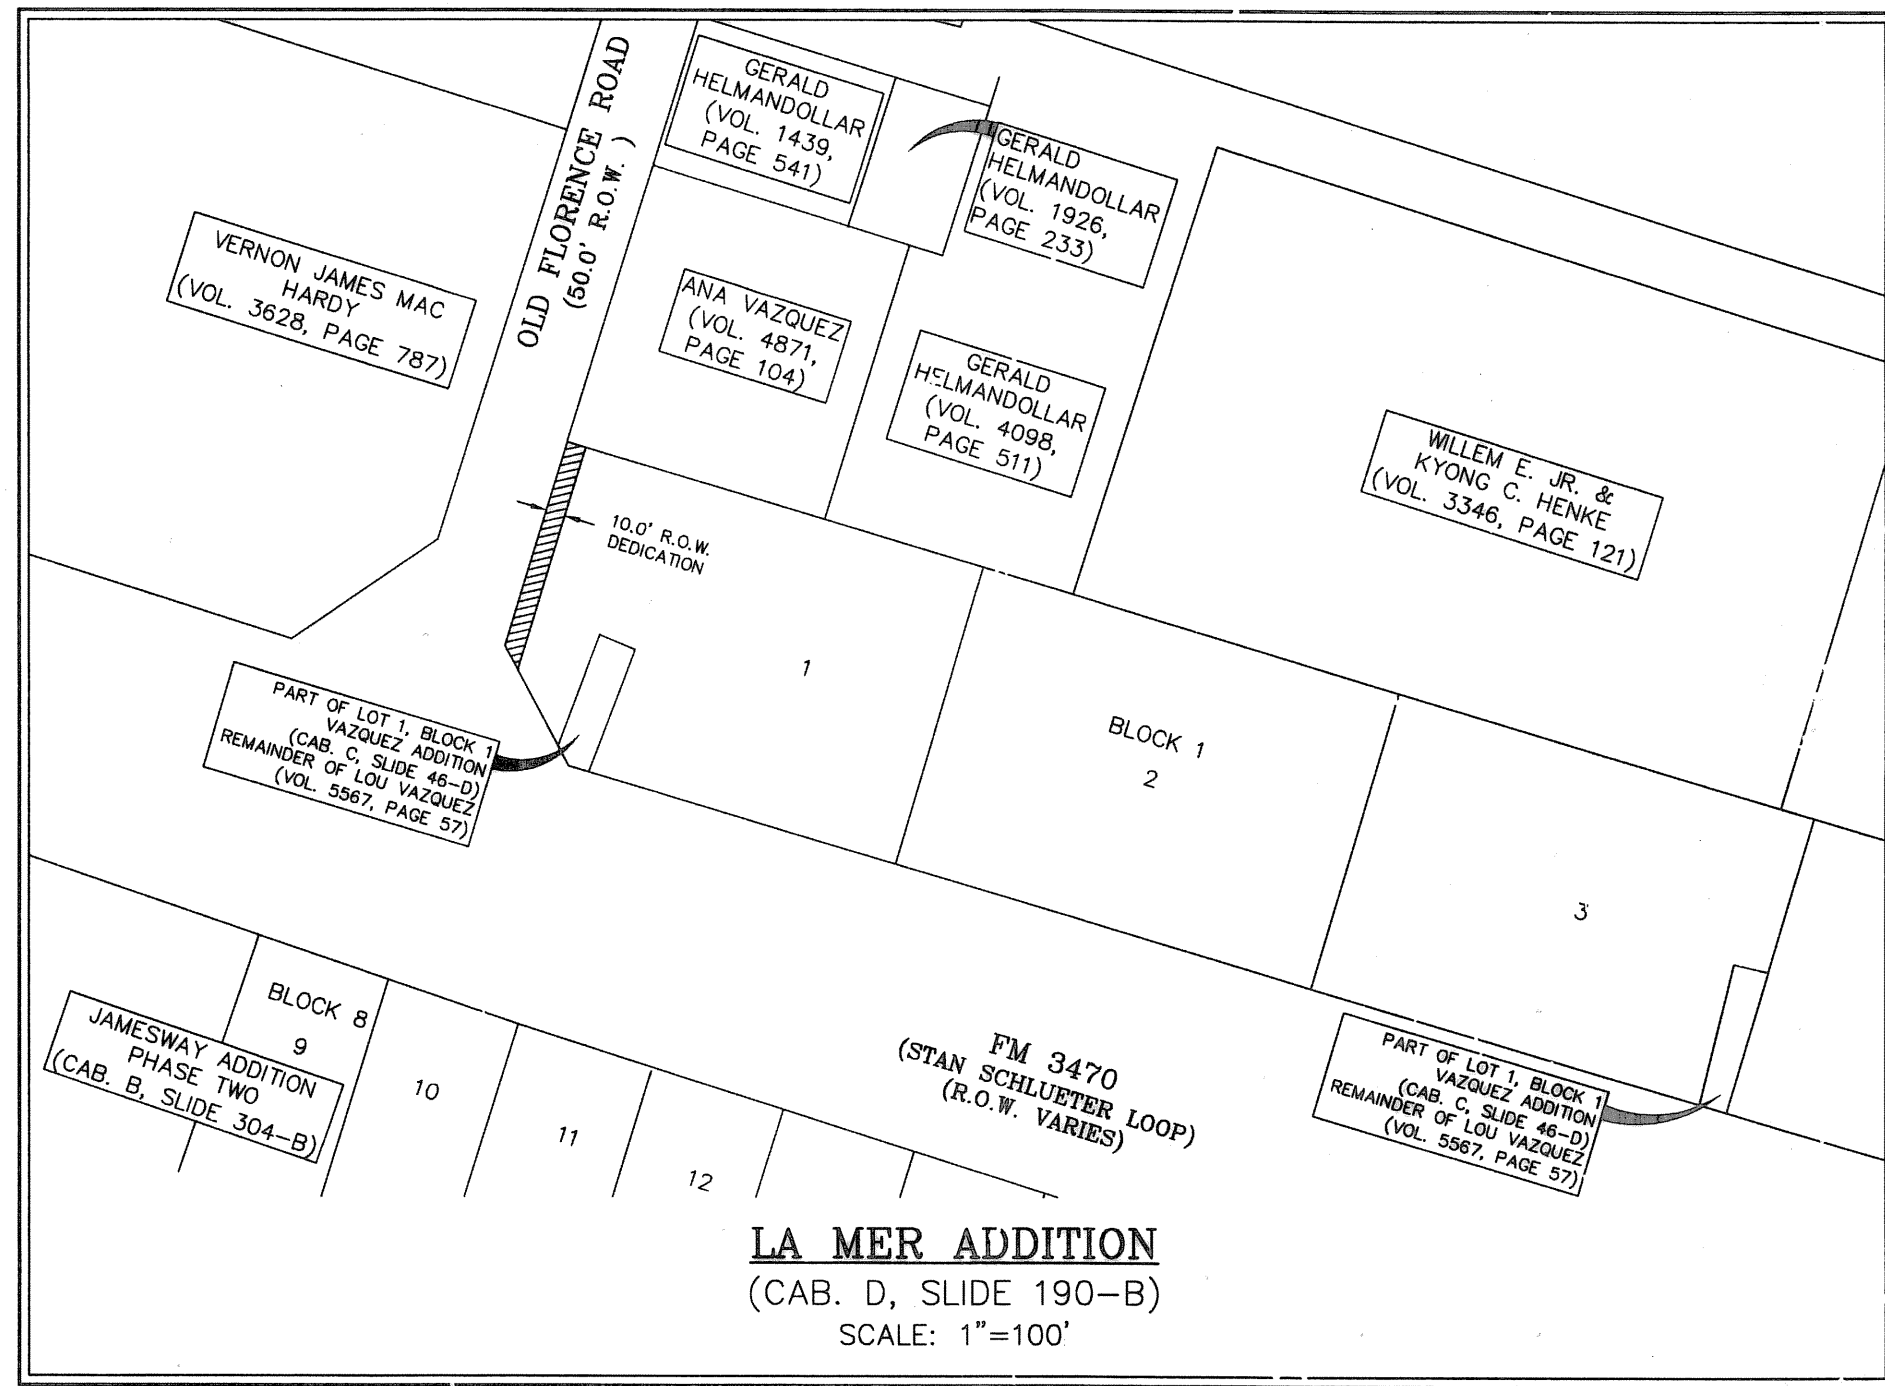 GERALD
HELMANDOLLAR
(VOL. 1439,
PAGE 541)
OLD FLORENCE ROAD
(50.0' R.O.W. )
GERALD
HELMANDOLLAR
(VOL. 1926,
PAGE 233)
VERNON JAMES MAC
HARDY
(VOL. 3628, PAGE 787)
ANA VAZQUEZ
(VOL. 4871,
PAGE 104)
GERALD
HELMANDOLLAR
(VOL. 4098,
PAGE 511)
WILLEM E. JR. &
KYONG C. HENKE
(VOL. 3346, PAGE 121)
10.0' R.O.W.
DEDICATION
1
PART OF LOT 1, BLOCK 1
VAZQUEZ ADDITION
(CAB. C, SLIDE 46-D)
REMAINDER OF LOU VAZQUEZ
(VOL. 5567, PAGE 57)
BLOCK 1
2
3
BLOCK 8
9
JAMESWAY ADDITION
PHASE TWO
(CAB. B, SLIDE 304-B)
10
11
12
FM 3470
(STAN SCHLUETER LOOP)
(R.O.W. VARIES)
PART OF LOT 1, BLOCK 1
VAZQUEZ ADDITION
(CAB. C, SLIDE 46-D)
REMAINDER OF LOU VAZQUEZ
(VOL. 5567, PAGE 57)
LA MER ADDITION
(CAB. D, SLIDE 190-B)
SCALE: 1"=100'